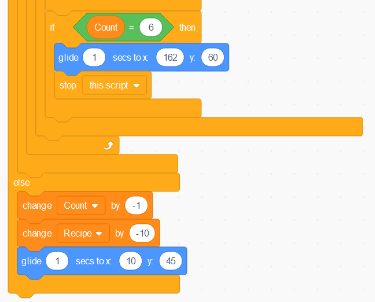 if Count = 6 then
glide 1 secs to x: 162 y: 60
stop this script
else
change Count by -1
change Recipe by -10
glide 1 secs to x: 10 y: 45